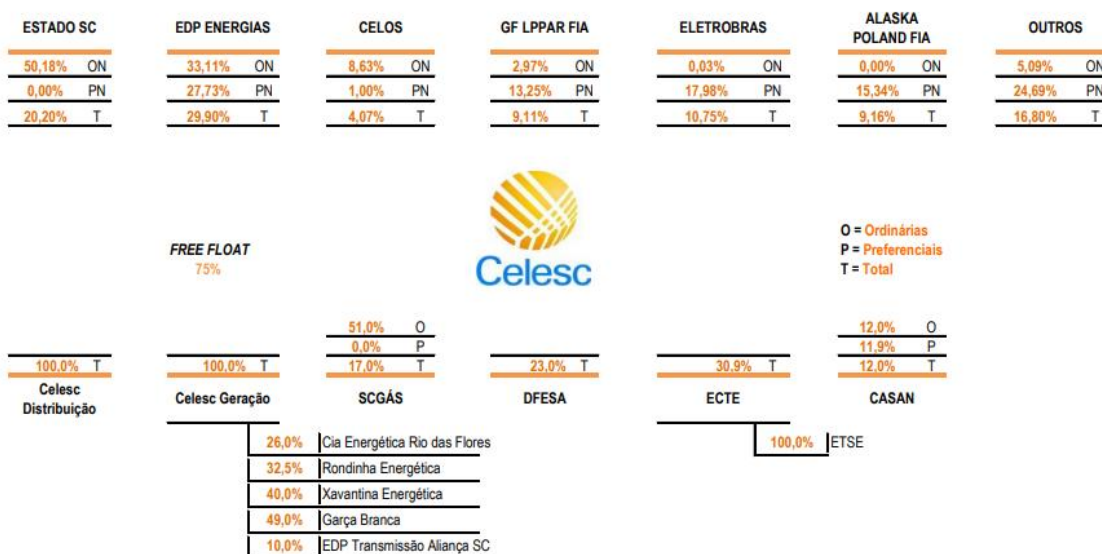 ESTADO SC
EDP ENERGIAS
CELOS
GF LPPAR FIA
ELETROBRAS
ALASKA
POLAND FIA
OUTROS
50,18% ON
33,11% ON
8,63% ON
2,97% ON
0,03% ON
0,00% ON
5,09% ON
0,00% PN
27,73% PN
1,00% PN
13,25% PN
17,98% PN
15,34% PN
24,69% PN
20,20% T
29,90% T
4,07% T
9,11% T
10,75% T
9,16% T
16,80% T
FREE FLOAT
75%
Celesc
O = Ordinárias
P = Preferenciais
T = Total
51,0% O
12,0% O
0,0% P
11,9% P
100,0% T
100,0% T
17,0% T
23,0% T
30,9% T
12,0% T
Celesc
Distribuição
Celesc Geração
SCGÁS
DFESA
ECTE
CASAN
26,0% Cia Energética Rio das Flores
100,0% ETSE
32,5% Rondinha Energética
40,0% Xavantina Energética
49,0% Garça Branca
10,0% EDP Transmissão Aliança SC